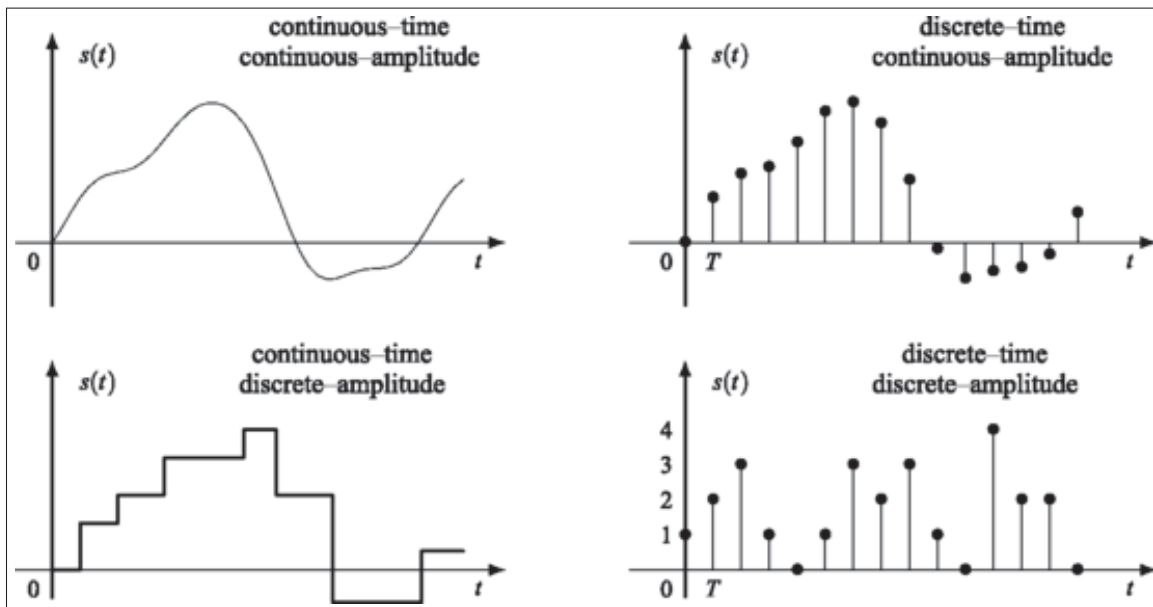 continuous–time
continuous–amplitude
s(t)
0
t
discrete–time
continuous–amplitude
s(t)
0
T
t
continuous–time
discrete–amplitude
s(t)
0
t
discrete–time
discrete–amplitude
s(t)
4
3
2
1
0
T
t